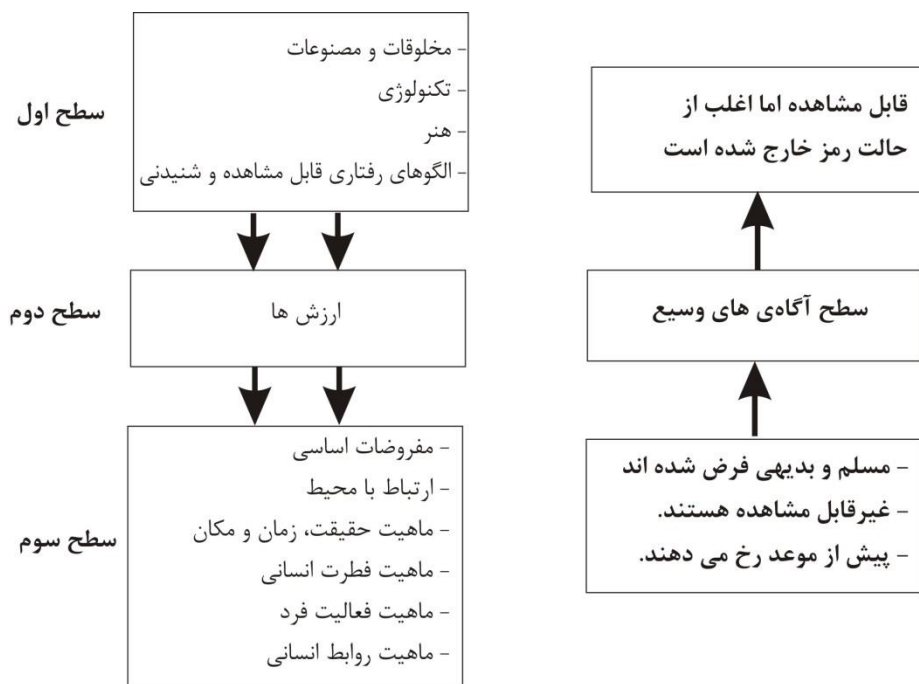 سطح اول
- مخلوقات و مصنوعات
- تکنولوژی
- هنر
- الگوهای رفتاری قابل مشاهده و شنیدنی
سطح دوم
ارزش ها
سطح سوم
- مفروضات اساسی
- ارتباط با محیط
- ماهیت حقیقت، زمان و مکان
- ماهیت فطرت انسانی
- ماهیت فعالیت فرد
- ماهیت روابط انسانی
قابل مشاهده اما اغلب از
حالت رمز خارج شده است
سطح آگاه‌ی های وسیع
- مسلم و بدیهی فرض شده اند
- غیرقابل مشاهده هستند.
- پیش از موعد رخ می دهند.